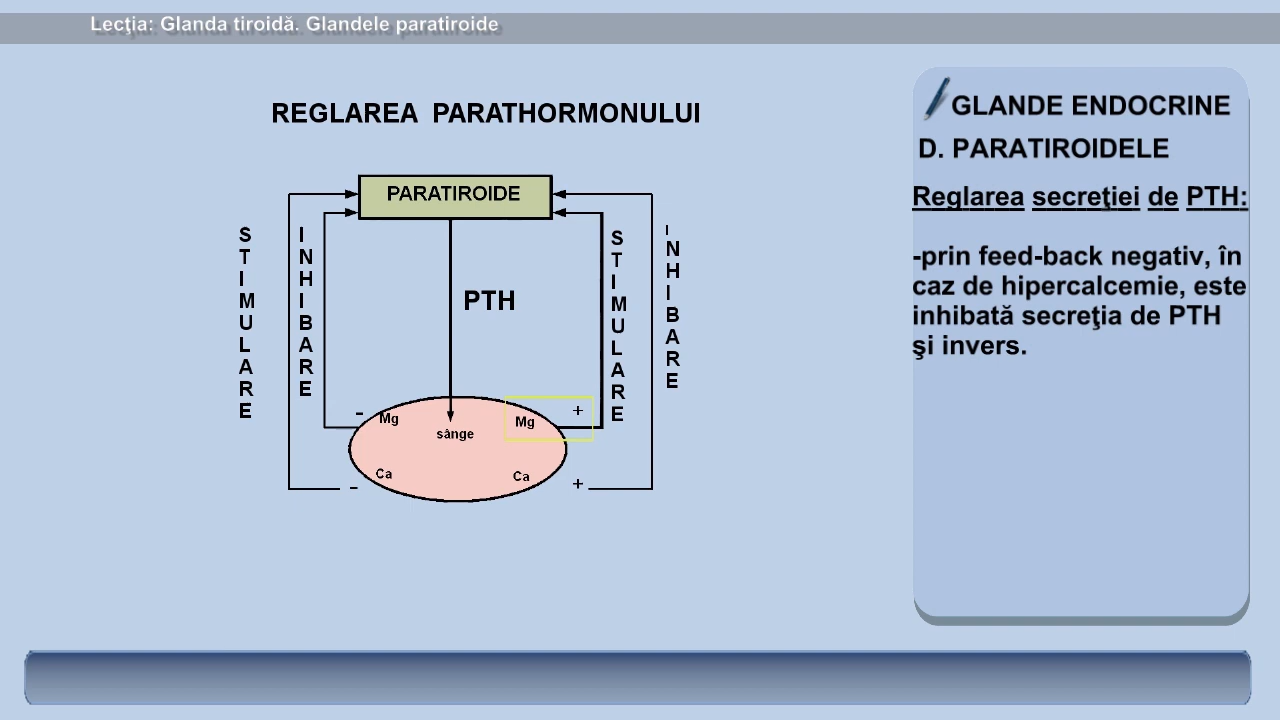 Lecţia: Glanda tiroidă. Glandele paratiroide
REGLAREA PARATHORMONULUI
PARATIROIDE
STIMULARE
INHIBARE
PTH
STIMULARE
INHIBARE
- Mg
sânge
Mg +
- Ca
Ca +
GLANDE ENDOCRINE
D. PARATIROIDELE
Reglarea secreţiei de PTH:
-prin feed-back negativ, în
caz de hipercalcemie, este
inhibată secreţia de PTH
şi invers.